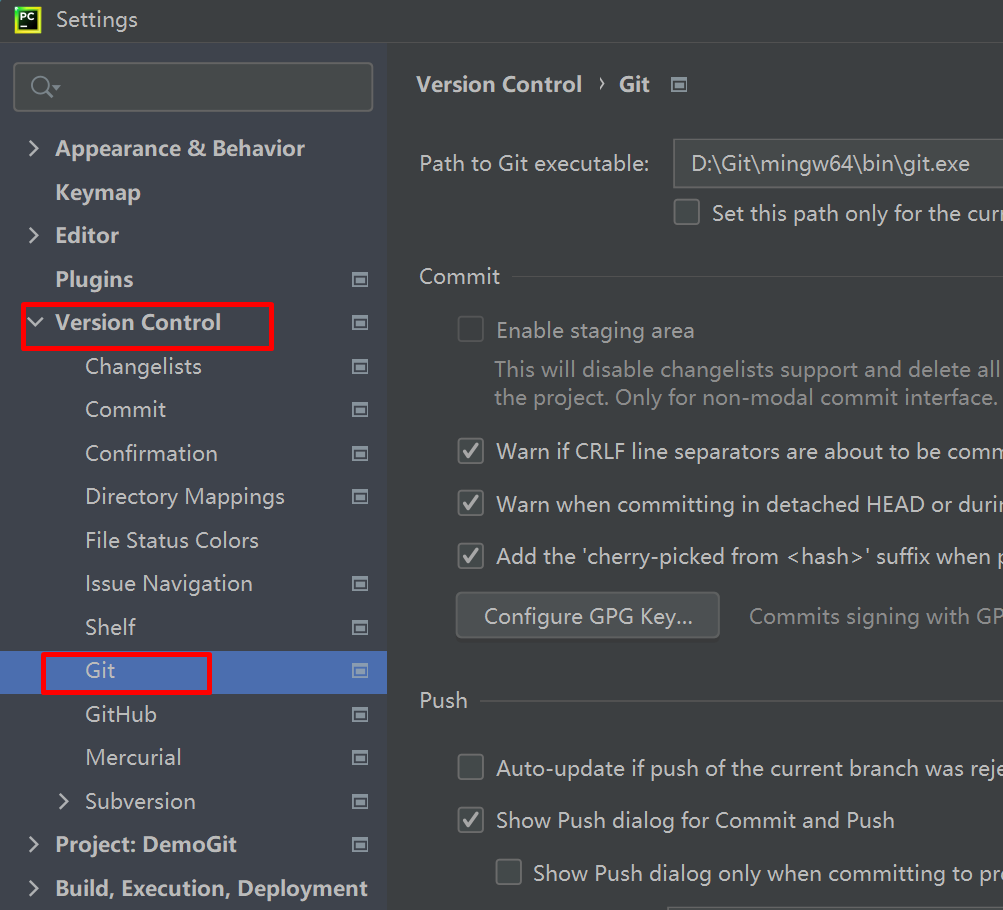 PC
Settings
Appearance & Behavior
Keymap
Editor
Plugins
Version Control
Changelists
Commit
Confirmation
Directory Mappings
File Status Colors
Issue Navigation
Shelf
Git
GitHub
Mercurial
Subversion
Project: DemoGit
Build, Execution, Deployment
Version Control › Git
Path to Git executable: D:\Git\mingw64\bin\git.exe
Set this path only for the
Commit
Enable staging area
This will disable changelists support and delete all
the project. Only for non-modal commit interface.
Warn if CRLF line separators are about to be
Warn when committing in detached HEAD or
Add the 'cherry-picked from <hash>' suffix when
Configure GPG Key... Commits signing with
Push
Auto-update if push of the current branch was
Show Push dialog for Commit and Push
Show Push dialog only when committing to